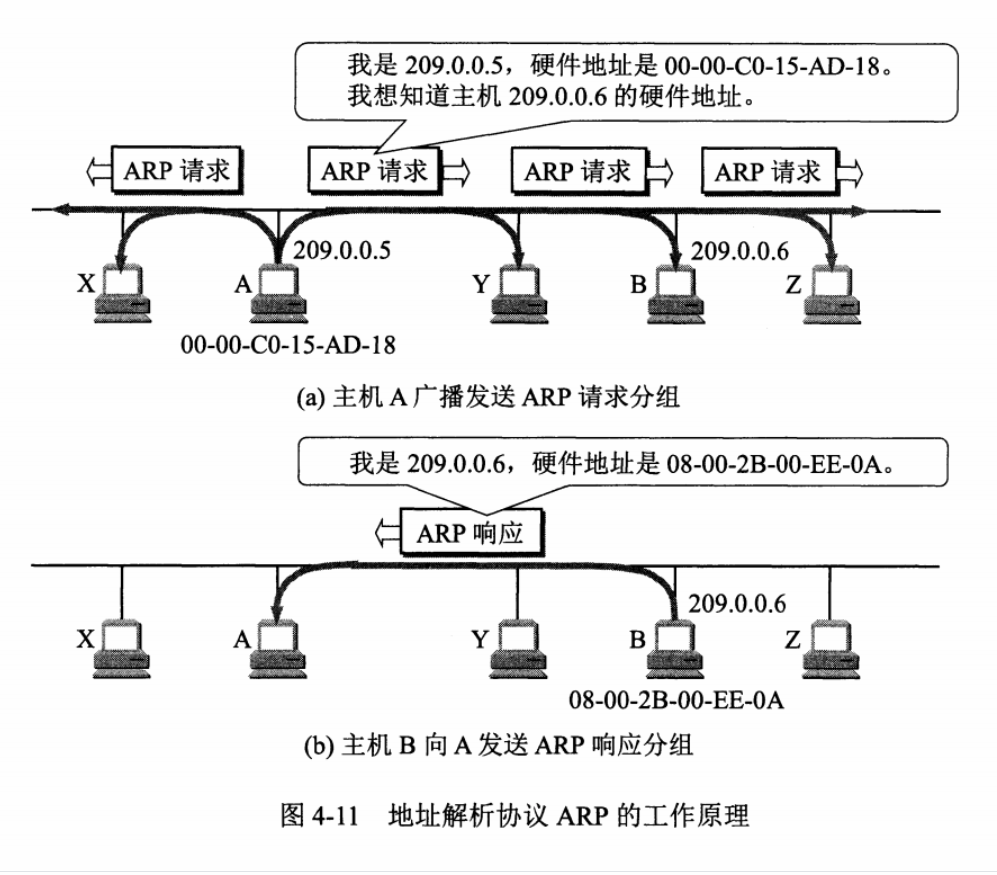 我是 209.0.0.5，硬件地址是 00-00-C0-15-AD-18。
我想知道主机 209.0.0.6 的硬件地址。
ARP 请求
ARP 请求
ARP 请求
ARP 请求
209.0.0.5
209.0.0.6
X
A
Y
B
Z
00-00-C0-15-AD-18
(a) 主机 A 广播发送 ARP 请求分组
我是 209.0.0.6，硬件地址是 08-00-2B-00-EE-0A。
ARP 响应
209.0.0.6
X
A
Y
B
Z
08-00-2B-00-EE-0A
(b) 主机 B 向 A 发送 ARP 响应分组
图 4-11 地址解析协议 ARP 的工作原理